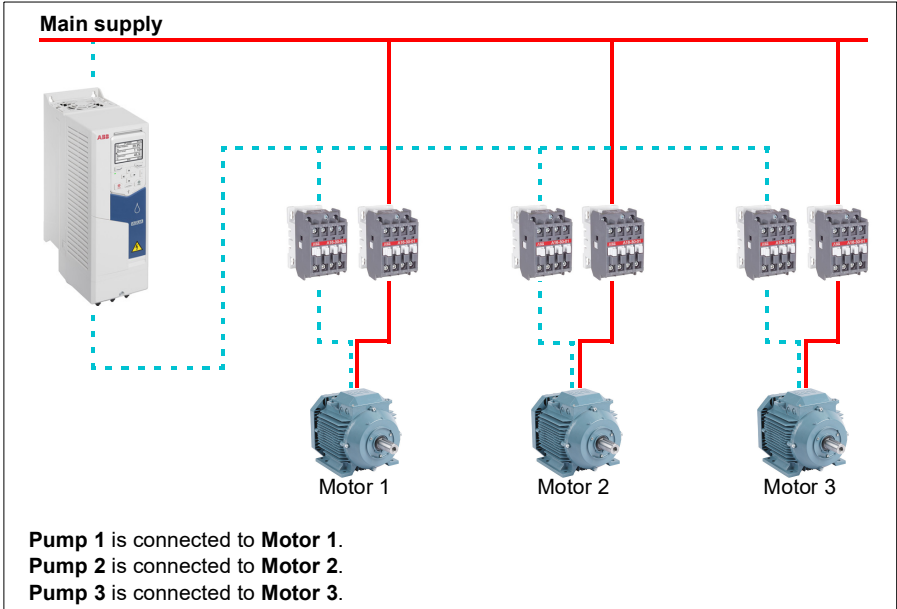 Main supply
ABB
Motor 1
Motor 2
Motor 3
Pump 1 is connected to Motor 1.
Pump 2 is connected to Motor 2.
Pump 3 is connected to Motor 3.